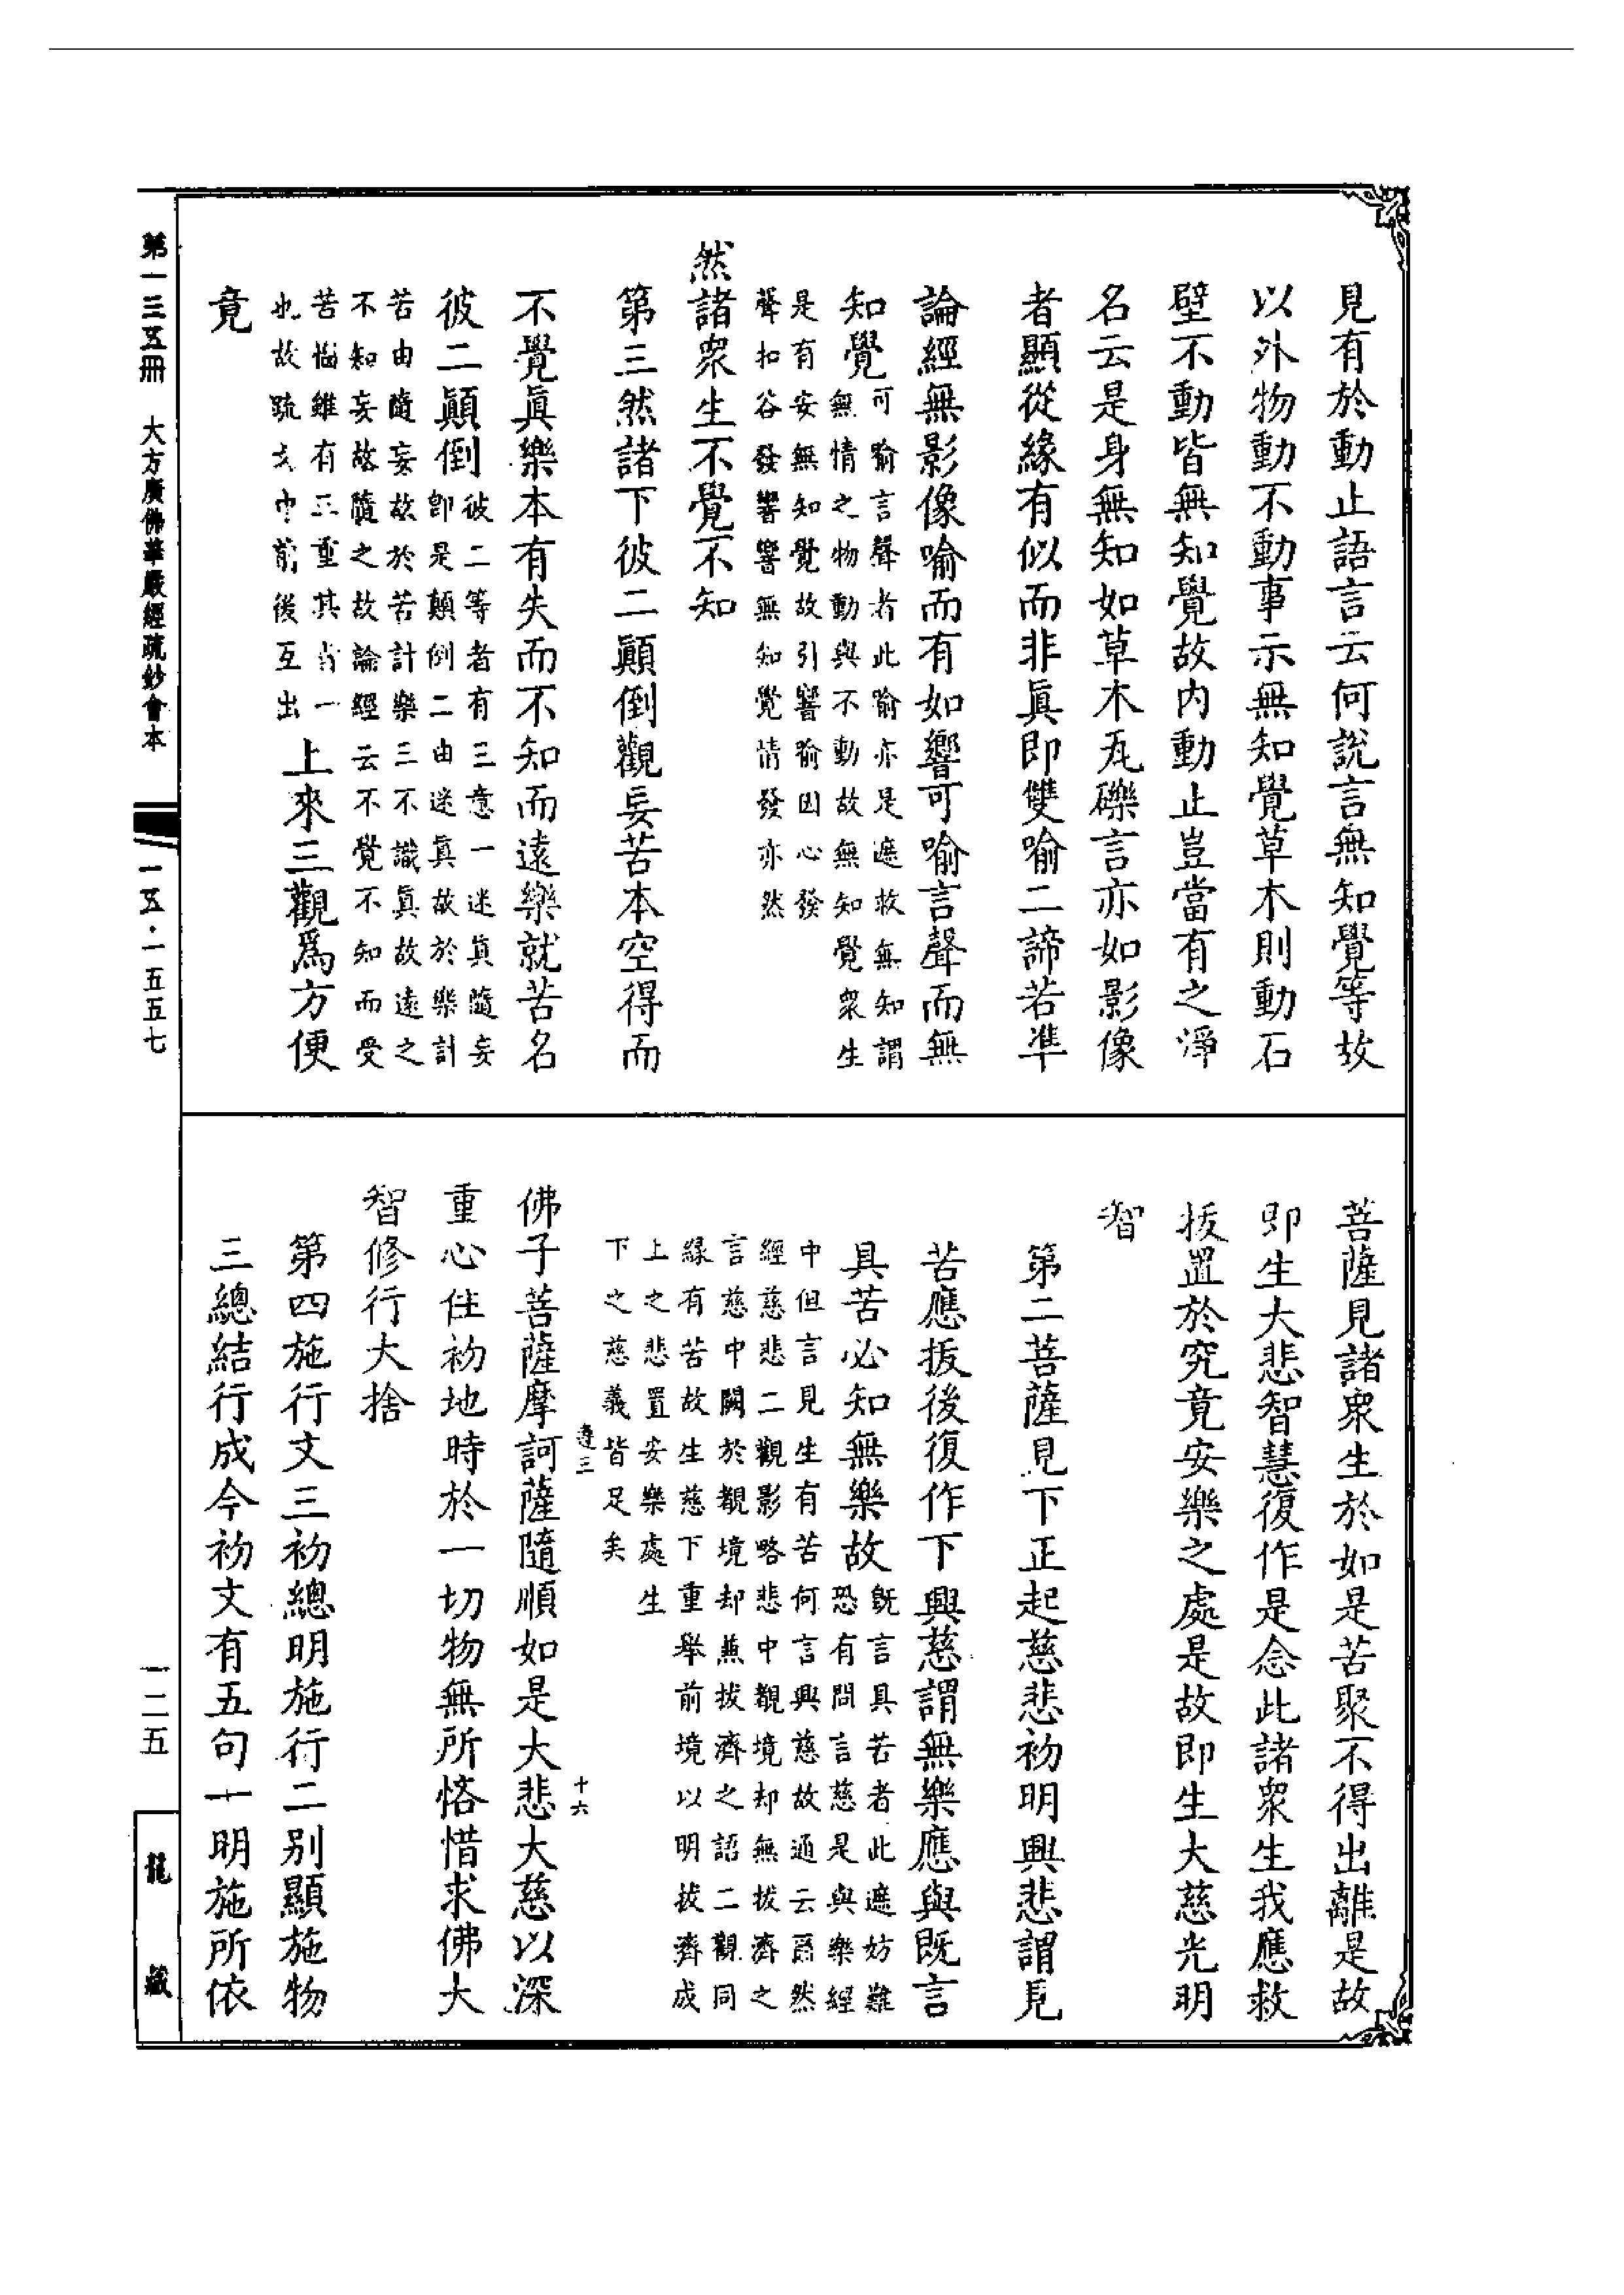 見有於動止語言云何說言無知覺等故
以外物動不動事示無知覺草木則動石
壁不動皆無知覺故内動止豈當有之淨
名云是身無知如草木瓦礫言亦如影像
者顯從緣有似而非眞即雙喻二諦若準
論經無影像喻而有如響可喻言聲而無
知覺
可喻言聲者此喻亦是遮救無知謂
無情之物動與不動故無知覺衆生
是有安無知覺故引響喻因心發
聲扣谷發響響無知覺情發亦然
然諸衆生不覺不知
第三然諸下彼二顚倒觀妄苦本空得而
不覺眞樂本有失而不知而遠樂就苦名
彼二顚倒
彼二等者有三意一迷眞隨妄
即是顛倒二由迷眞故於樂計
苦由隨妄故於苦計樂三不識眞故遠之
不知妄故隨之故論經云不覺不知而受
苦惱雖有三重其旨一
也故疏文中前後互出
上來三觀爲方便
竟
菩薩見諸衆生於如是苦聚不得出離是故
即生大悲智慧復作是念此諸衆生我應救
拔置於究竟安樂之處是故即生大慈光明
智
第二菩薩見下正起慈悲初明興悲謂見
苦應拔後復作下興慈謂無樂應與既言
具苦必知無樂故
既言具苦者此遮妨難
恐有問言慈是與樂經
中但言見生有苦何言興慈故通云爾然
經慈悲二觀影略悲中觀境却無拔濟之
言慈中闕於觀境却兼拔濟之語二觀同
緣有苦故生慈下重舉前境以明拔濟成
上之悲置安樂處生
下之慈義皆足矣
遵三
十六
佛子菩薩摩訶薩隨順如是大悲大慈以深
重心住初地時於一切物無所悋惜求佛大
智修行大捨
第四施行文三初總明施行二別顯施物
三總結行成今初文有五句一明施所依
第一三五冊
大方廣佛華嚴經疏鈔會本
一五·一五五七
一二五
龍藏